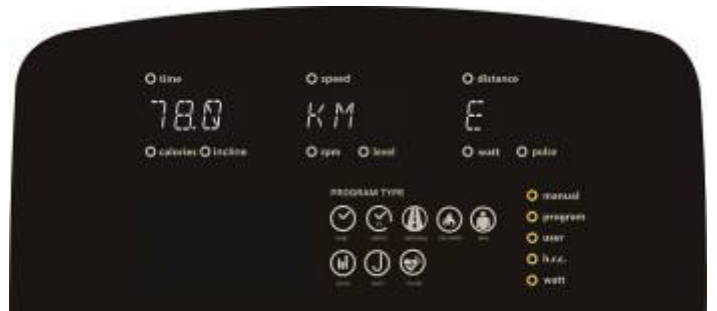 time speed distance
78.0 KM E
calories incline rpm level watt pulse
PROGRAM TYPE
manual
program
user
h.r.c.
watt